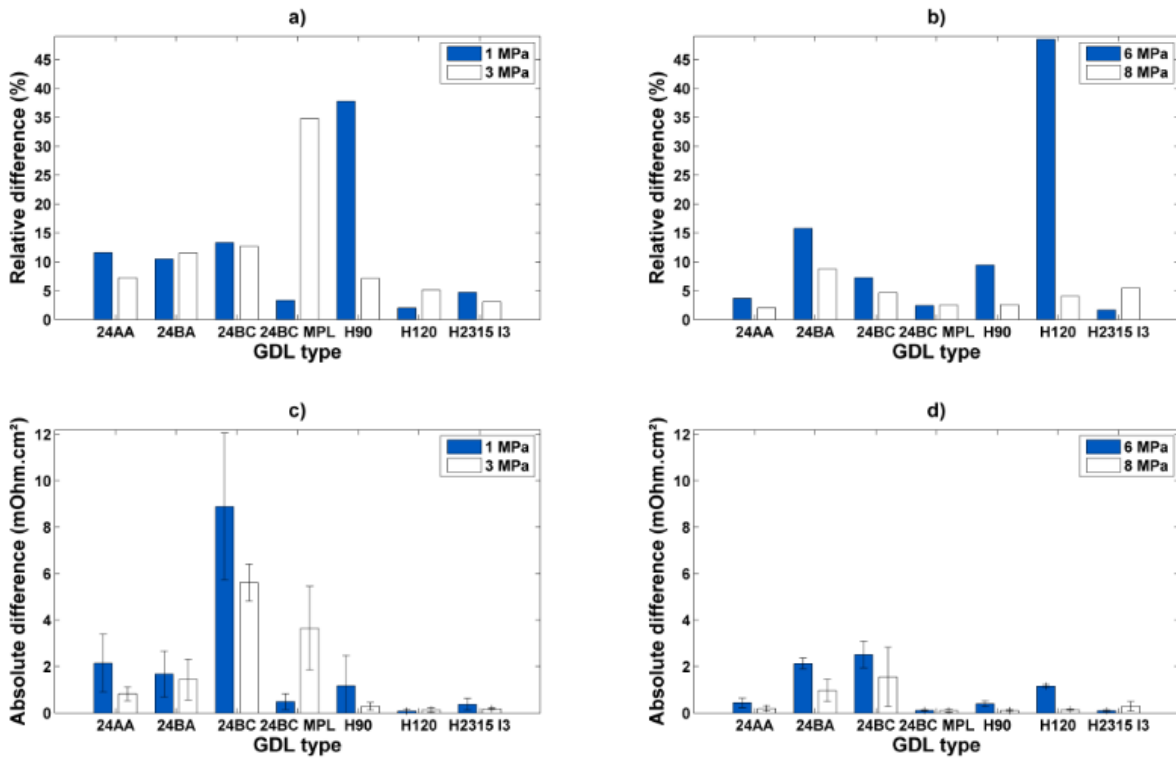 a)
Relative difference (%)
45
40
35
30
25
20
15
10
5
0
1 MPa
3 MPa
24AA 24BA 24BC 24BC MPL H90 H120 H2315 I3
GDL type
b)
Relative difference (%)
45
40
35
30
25
20
15
10
5
0
6 MPa
8 MPa
24AA 24BA 24BC 24BC MPL H90 H120 H2315 I3
GDL type
c)
Absolute difference (mOhm.cm²)
12
10
8
6
4
2
0
1 MPa
3 MPa
24AA 24BA 24BC 24BC MPL H90 H120 H2315 I3
GDL type
d)
Absolute difference (mOhm.cm²)
12
10
8
6
4
2
0
6 MPa
8 MPa
24AA 24BA 24BC 24BC MPL H90 H120 H2315 I3
GDL type